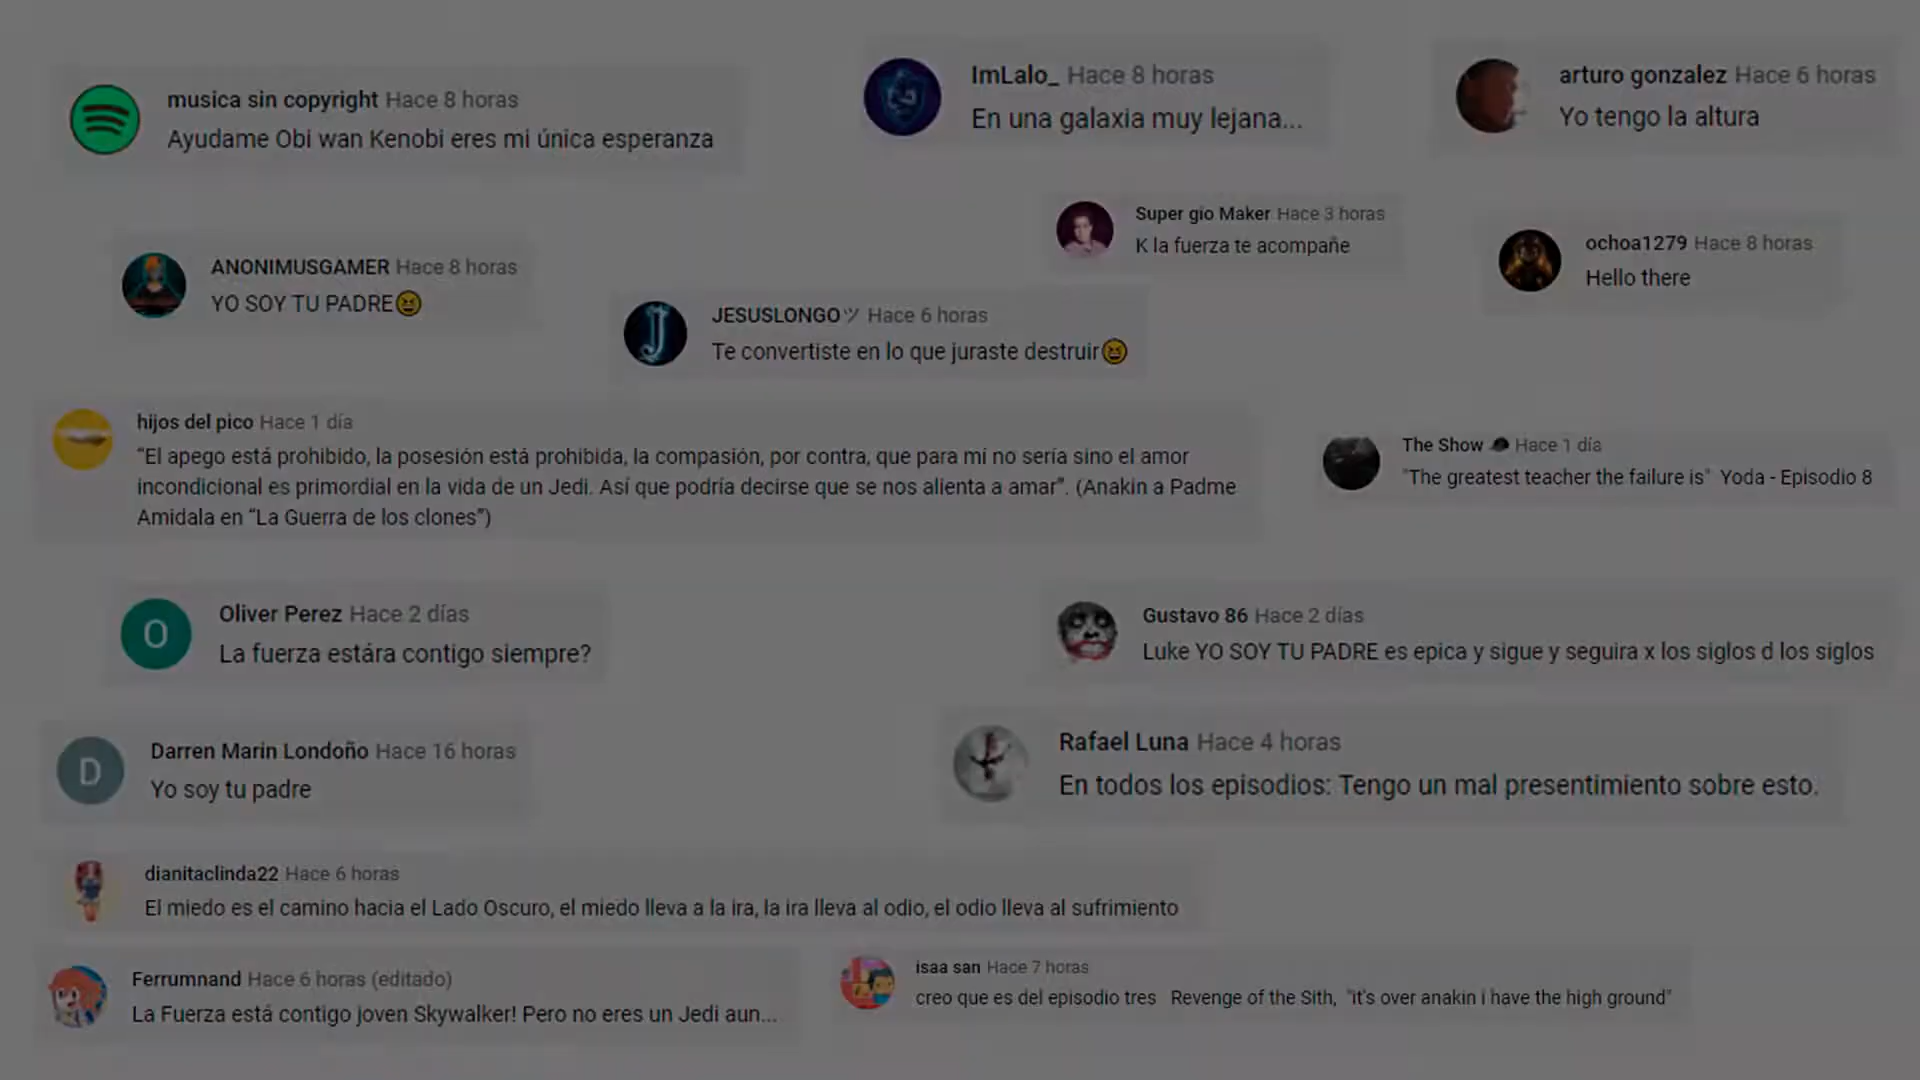 musica sin copyright Hace 8 horas
Ayudame Obi wan Kenobi eres mi única esperanza
ImLalo_ Hace 8 horas
En una galaxia muy lejana...
arturo gonzalez Hace 6 horas
Yo tengo la altura
Super gio Maker Hace 3 horas
K la fuerza te acompañe
ochoa1279 Hace 8 horas
Hello there
ANONIMUSGAMER Hace 8 horas
YO SOY TU PADRE😆
JESUSLONGOツ Hace 6 horas
Te convertiste en lo que juraste destruir😆
hijos del pico Hace 1 día
“El apego está prohibido, la posesión está prohibida, la compasión, por contra, que para mí no sería sino el amor
incondicional es primordial en la vida de un Jedi. Así que podría decirse que se nos alienta a amar”. (Anakin a Padme
Amidala en “La Guerra de los clones”)
The Show Hace 1 día
"The greatest teacher the failure is" Yoda - Episodio 8
O
Oliver Perez Hace 2 días
La fuerza estára contigo siempre?
Gustavo 86 Hace 2 días
Luke YO SOY TU PADRE es epica y sigue y seguira x los siglos d los siglos
D
Darren Marin Londoño Hace 16 horas
Yo soy tu padre
Rafael Luna Hace 4 horas
En todos los episodios: Tengo un mal presentimiento sobre esto.
dianitaclinda22 Hace 6 horas
El miedo es el camino hacia el Lado Oscuro, el miedo lleva a la ira, la ira lleva al odio, el odio lleva al sufrimiento
Ferrumnand Hace 6 horas (editado)
La Fuerza está contigo joven Skywalker! Pero no eres un Jedi aun...
isaa san Hace 7 horas
creo que es del episodio tres Revenge of the Sith, "it's over anakin i have the high ground"